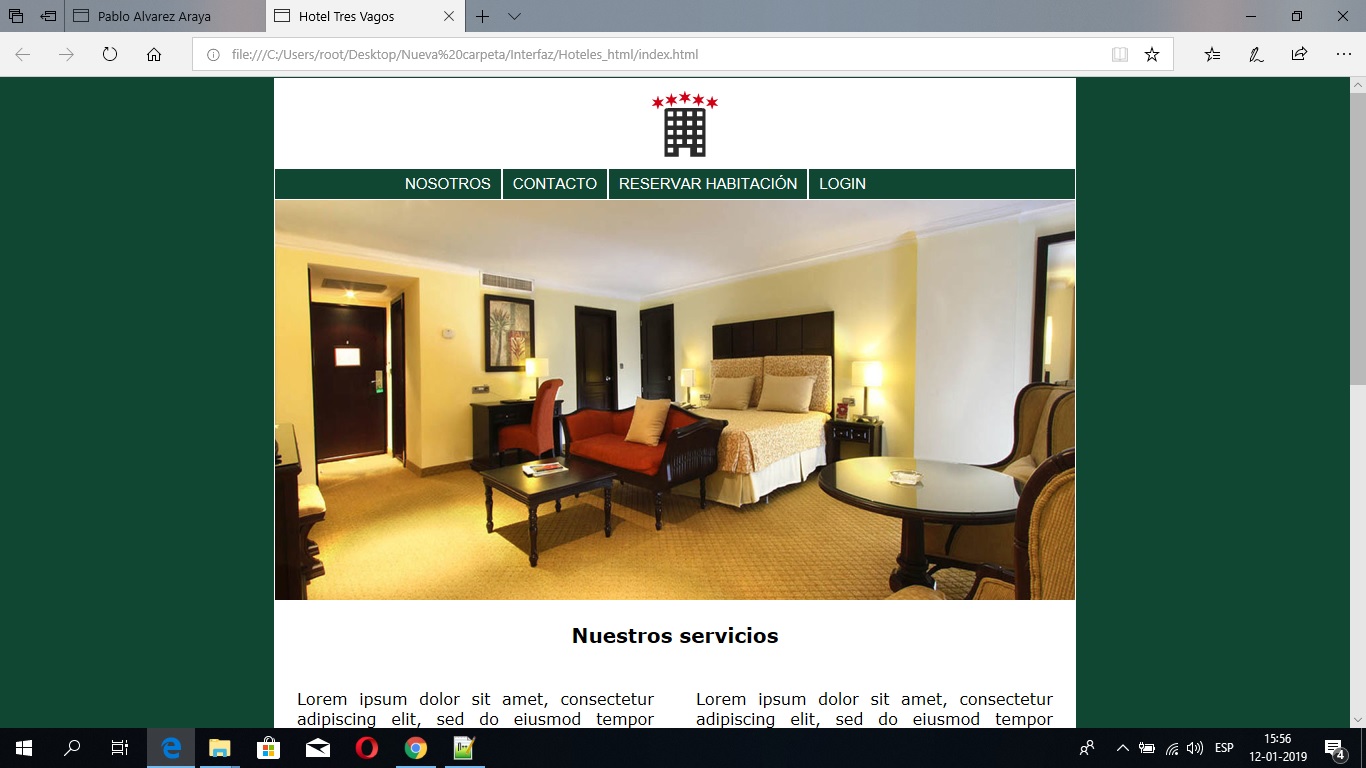 Pablo Alvarez Araya
Hotel Tres Vagos
file:///C:/Users/root/Desktop/Nueva%20carpeta/Interfaz/Hoteles_html/index.html
NOSOTROS
CONTACTO
RESERVAR HABITACIÓN
LOGIN
Nuestros servicios
Lorem ipsum dolor sit amet, consectetur
adipiscing elit, sed do eiusmod tempor
Lorem ipsum dolor sit amet, consectetur
adipiscing elit, sed do eiusmod tempor
ESP
15:56
12-01-2019
4